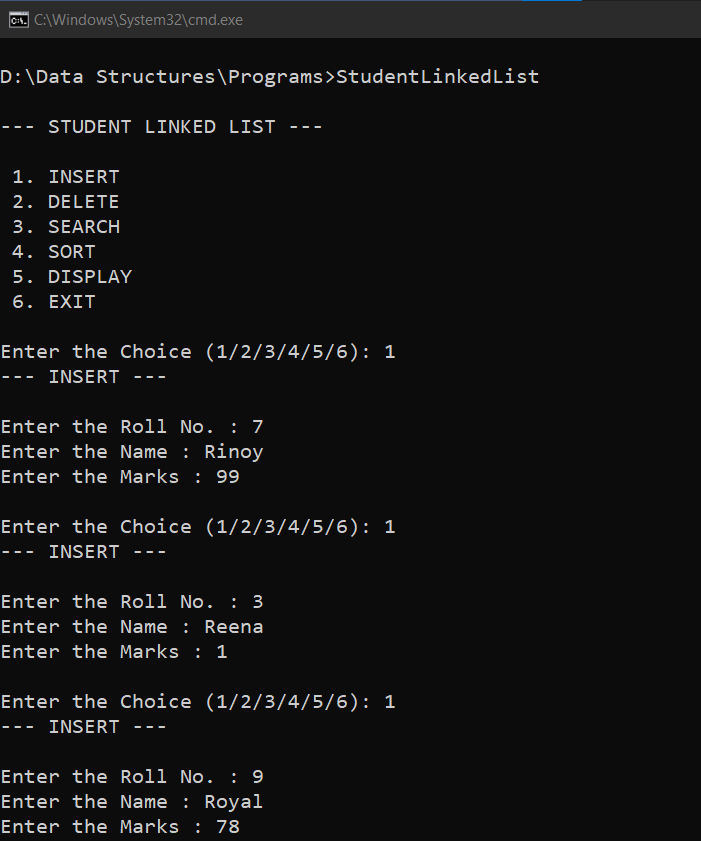 C:\Windows\System32\cmd.exe
D:\Data Structures\Programs>StudentLinkedList
--- STUDENT LINKED LIST ---
1. INSERT
2. DELETE
3. SEARCH
4. SORT
5. DISPLAY
6. EXIT
Enter the Choice (1/2/3/4/5/6): 1
--- INSERT ---
Enter the Roll No. : 7
Enter the Name : Rinoy
Enter the Marks : 99
Enter the Choice (1/2/3/4/5/6): 1
--- INSERT ---
Enter the Roll No. : 3
Enter the Name : Reena
Enter the Marks : 1
Enter the Choice (1/2/3/4/5/6): 1
--- INSERT ---
Enter the Roll No. : 9
Enter the Name : Royal
Enter the Marks : 78